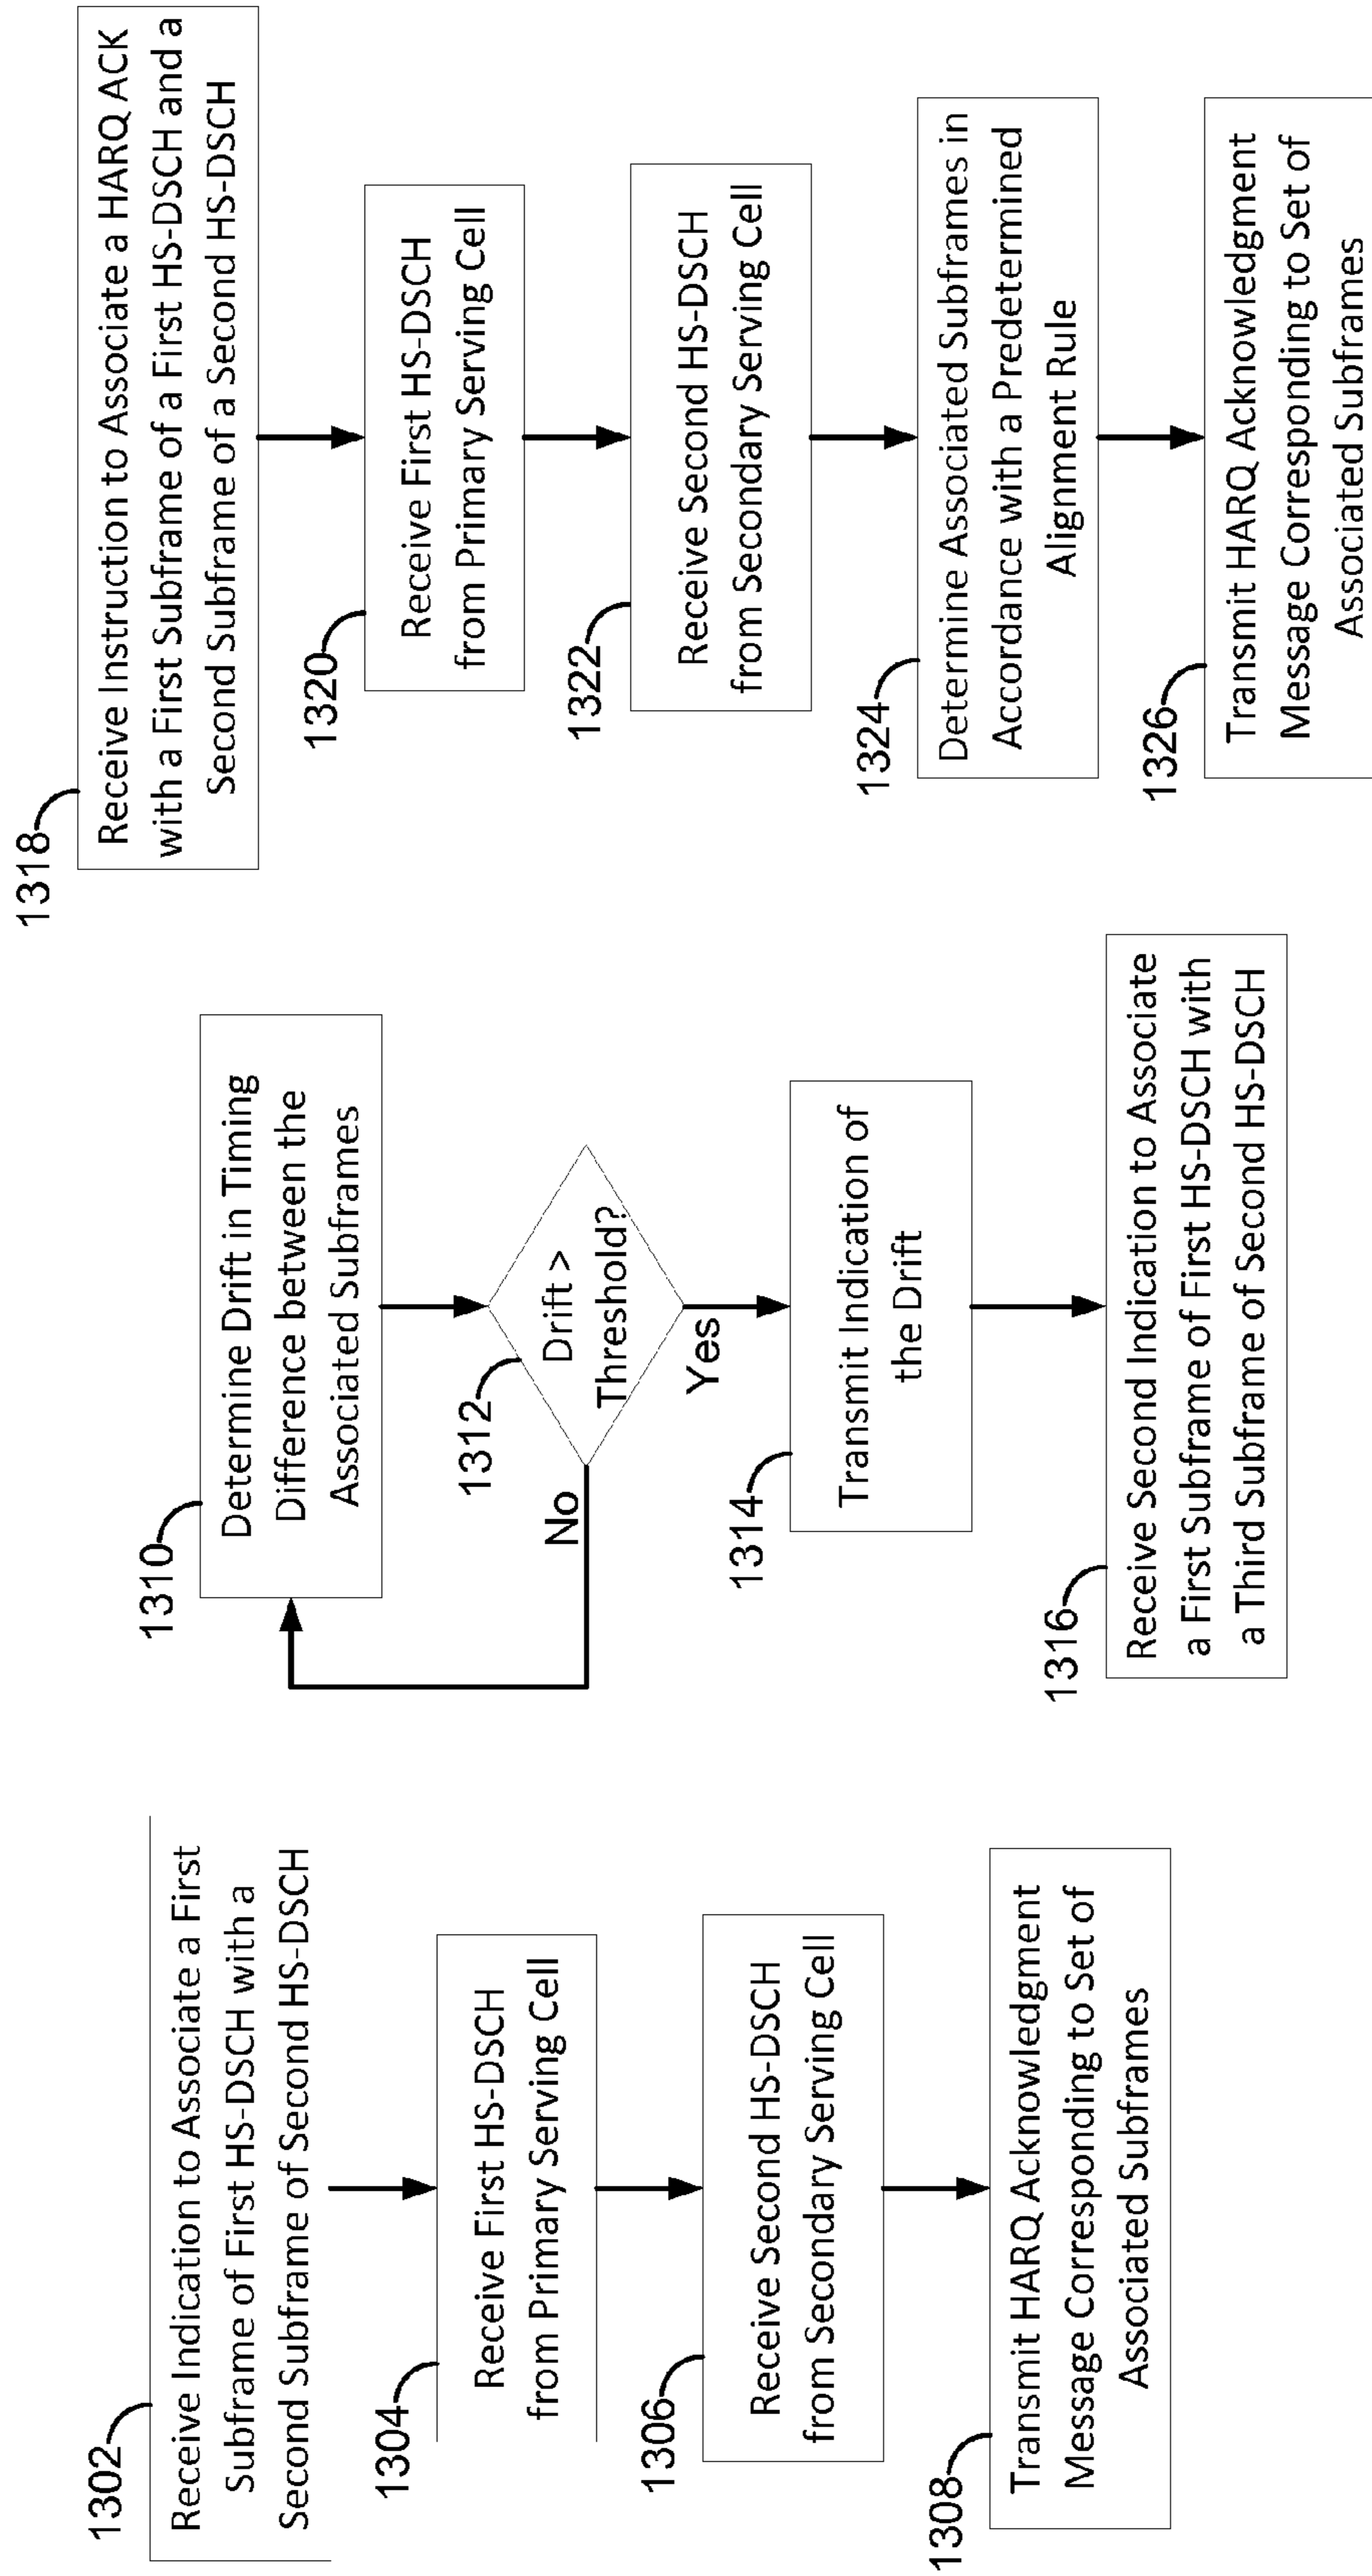 1302
Receive Indication to Associate a First
Subframe of First HS-DSCH with a
Second Subframe of Second HS-DSCH
1304
Receive First HS-DSCH
from Primary Serving Cell
1306
Receive Second HS-DSCH
from Secondary Serving Cell
1308
Transmit HARQ Acknowledgment
Message Corresponding to Set of
Associated Subframes
1310
Determine Drift in Timing
Difference between the
Associated Subframes
1312
Drift >
Threshold?
No
Yes
1314
Transmit Indication of
the Drift
1316
Receive Second Indication to Associate
a First Subframe of First HS-DSCH with
a Third Subframe of Second HS-DSCH
1318
Receive Instruction to Associate a HARQ ACK
with a First Subframe of a First HS-DSCH and a
Second Subframe of a Second HS-DSCH
1320
Receive First HS-DSCH
from Primary Serving Cell
1322
Receive Second HS-DSCH
from Secondary Serving Cell
1324
Determine Associated Subframes in
Accordance with a Predetermined
Alignment Rule
1326
Transmit HARQ Acknowledgment
Message Corresponding to Set of
Associated Subframes